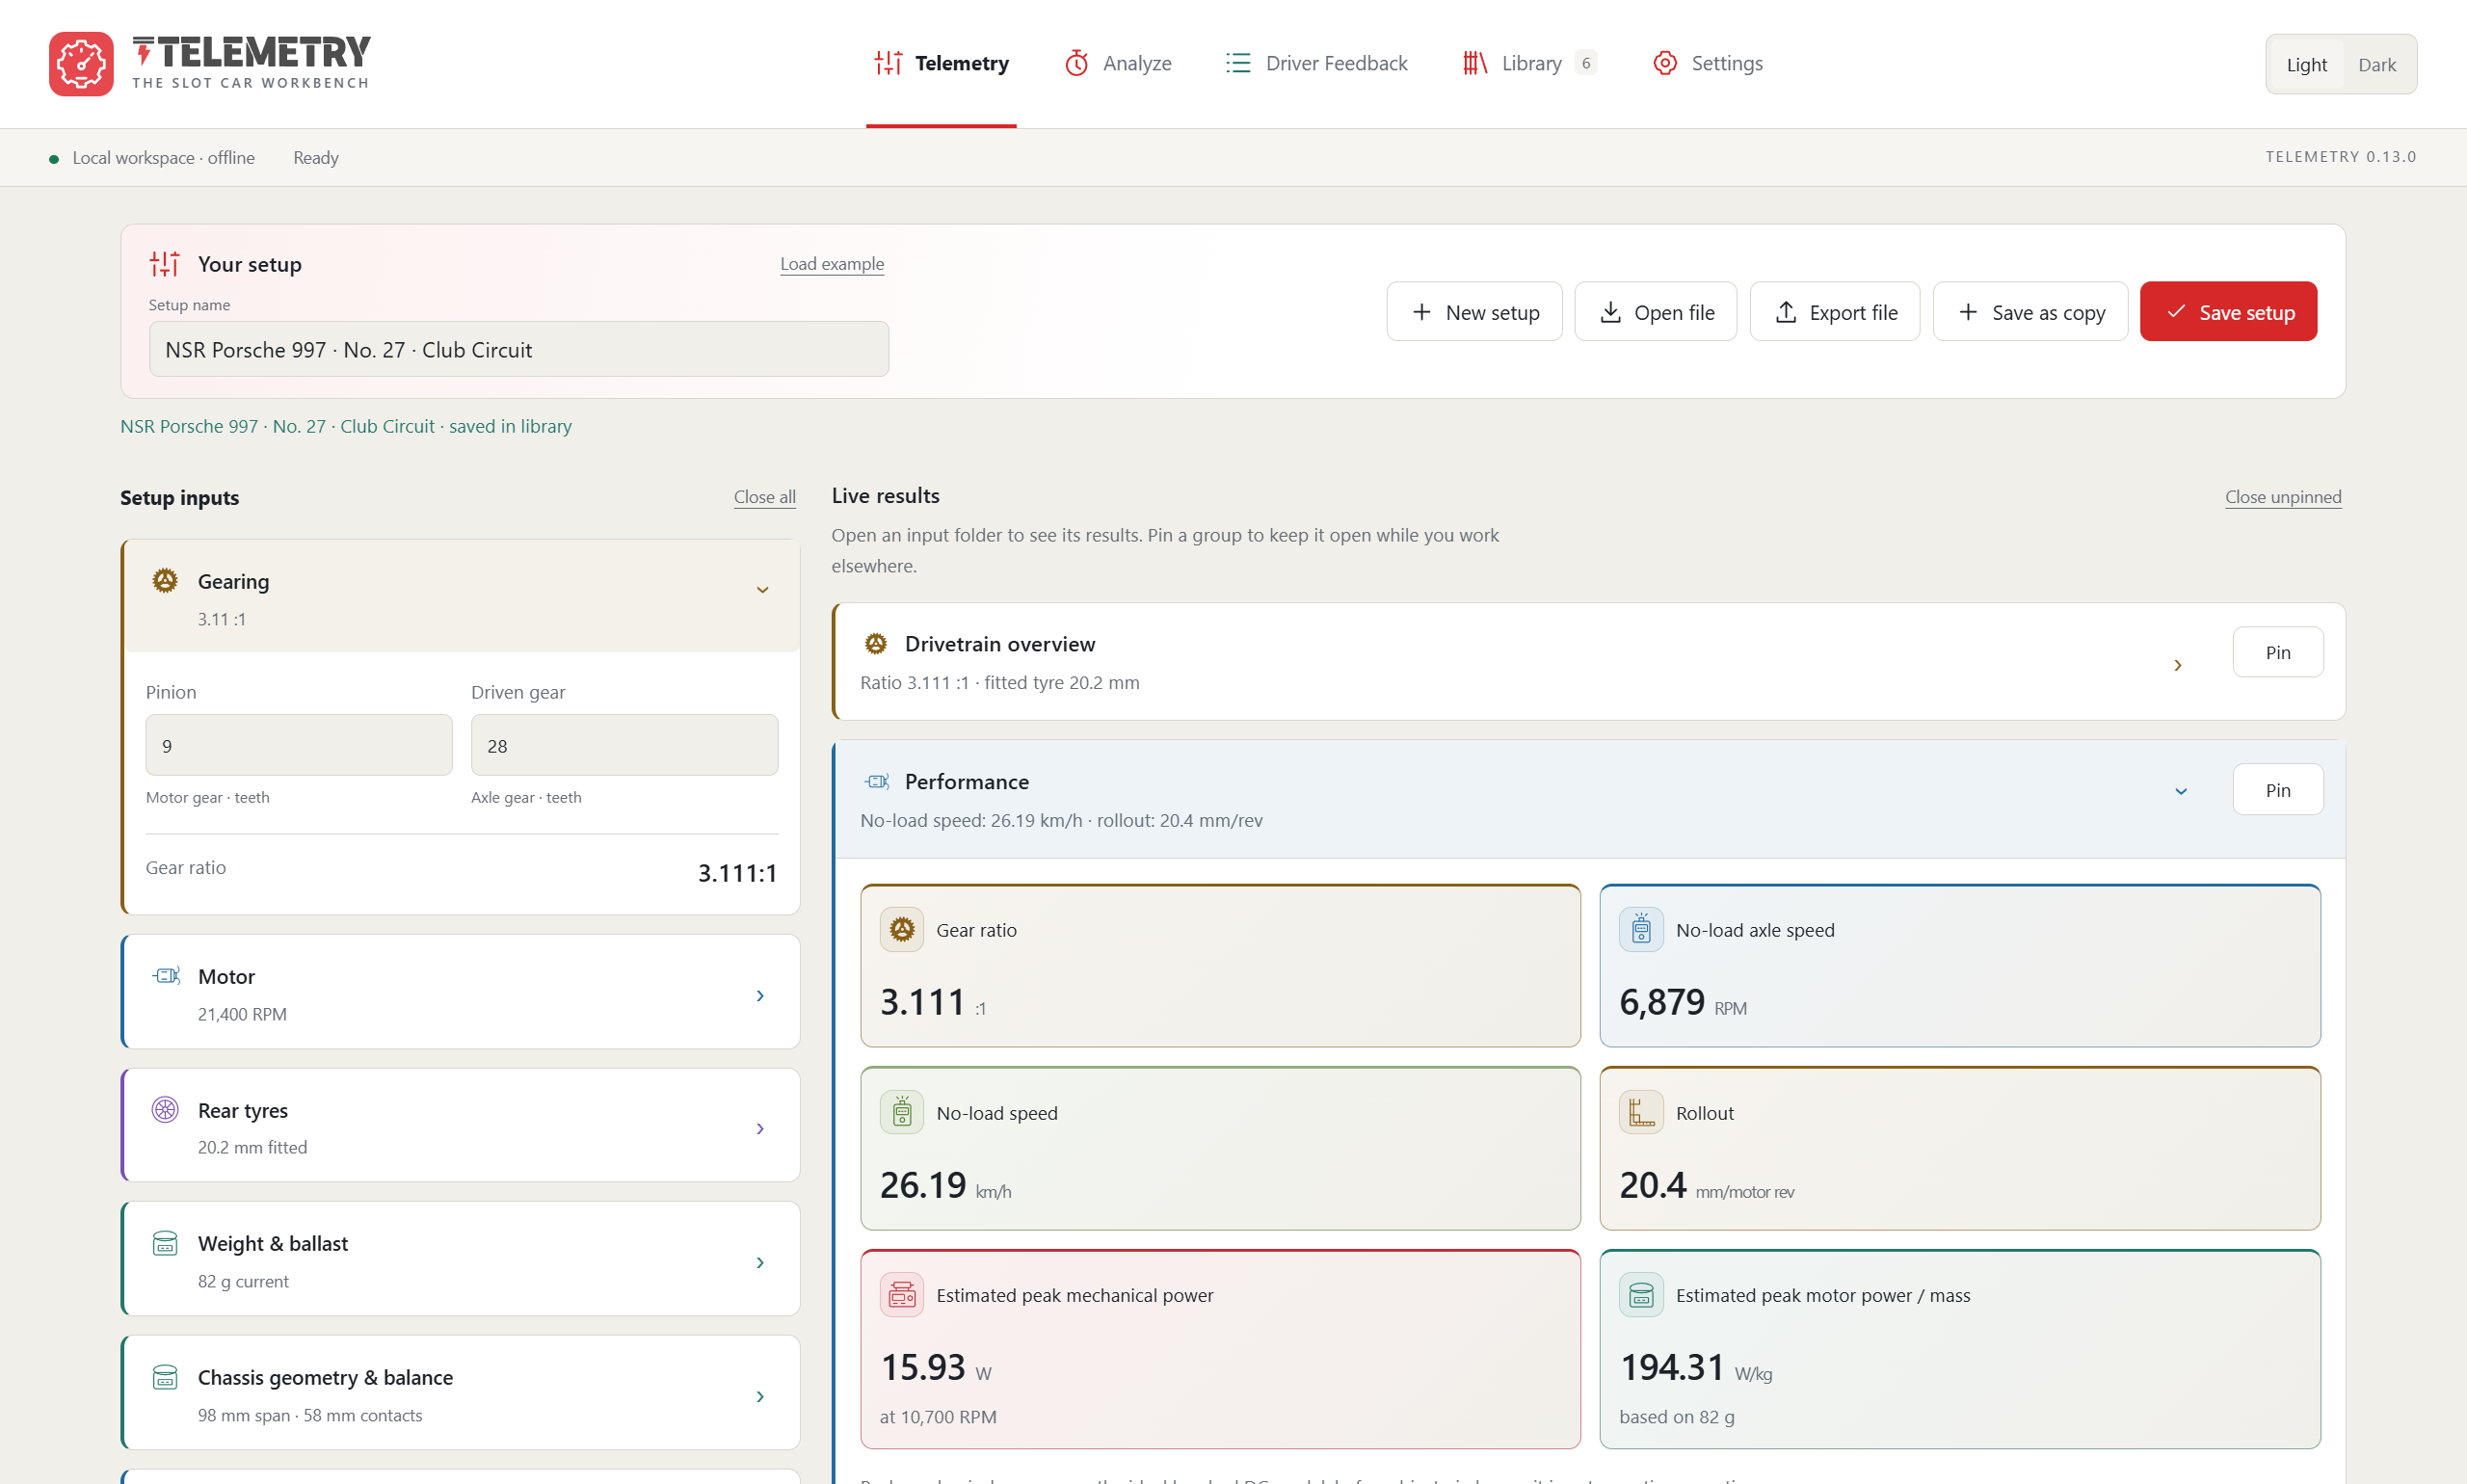 TELEMETRY
THE SLOT CAR WORKBENCH
Telemetry
Analyze
Driver Feedback
Library 6
Settings
Light Dark
Local workspace · offline
Ready
TELEMETRY 0.13.0
Your setup
Load example
Setup name
NSR Porsche 997 · No. 27 · Club Circuit
New setup
Open file
Export file
Save as copy
Save setup
NSR Porsche 997 · No. 27 · Club Circuit · saved in library
Setup inputs
Close all
Gearing
3.11 :1
Pinion
Driven gear
9
28
Motor gear · teeth
Axle gear · teeth
Gear ratio
3.111:1
Motor
21,400 RPM
Rear tyres
20.2 mm fitted
Weight & ballast
82 g current
Chassis geometry & balance
98 mm span · 58 mm contacts
Live results
Close unpinned
Open an input folder to see its results. Pin a group to keep it open while you work
elsewhere.
Drivetrain overview
Ratio 3.111 :1 · fitted tyre 20.2 mm
Pin
Performance
No-load speed: 26.19 km/h · rollout: 20.4 mm/rev
Pin
Gear ratio
3.111 :1
No-load axle speed
6,879 RPM
No-load speed
26.19 km/h
Rollout
20.4 mm/motor rev
Estimated peak mechanical power
15.93 W
at 10,700 RPM
Estimated peak motor power / mass
194.31 W/kg
based on 82 g